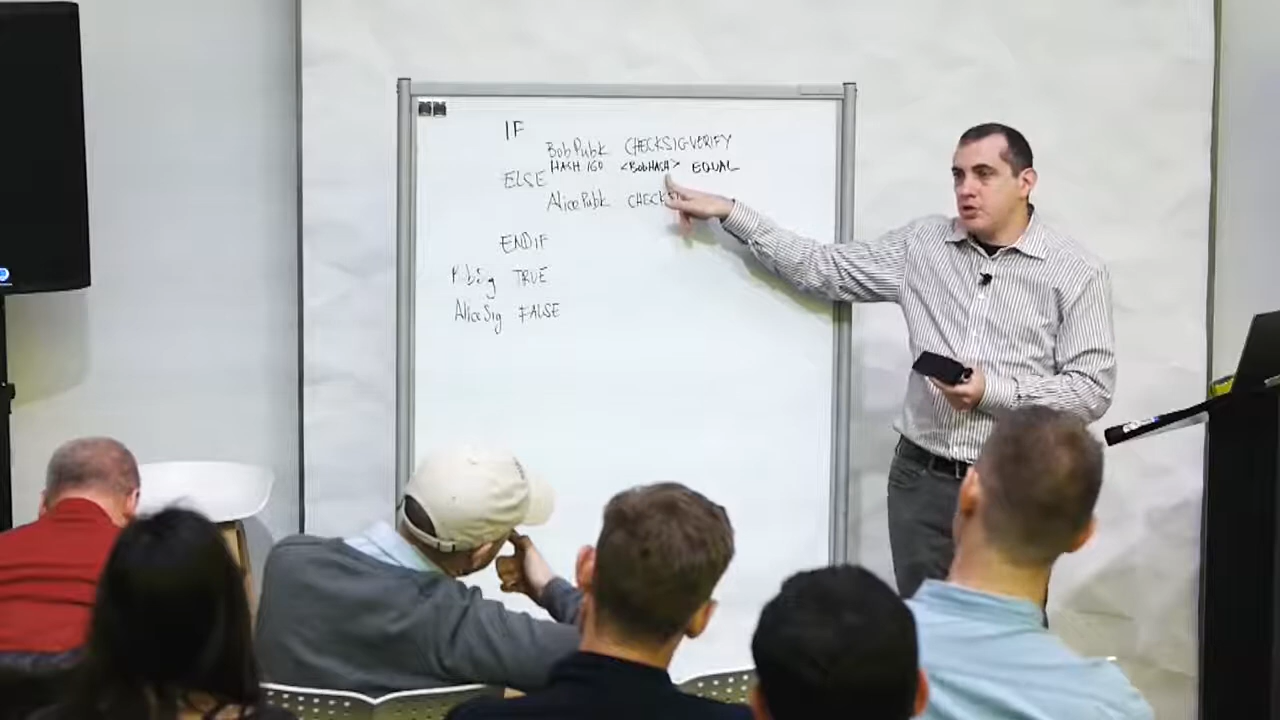 IF
BobPubk CHECKSIG-VERIFY
HASH 160 <BobHASH> EQUAL
ELSE
AlicePubk
ENDIF
TRUE
AliceSig FALSE